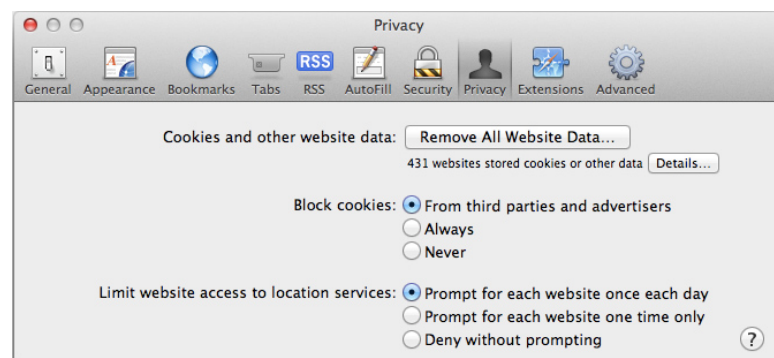 Privacy
RSS
General Appearance Bookmarks Tabs RSS AutoFill Security Privacy Extensions Advanced
Cookies and other website data: Remove All Website Data...
431 websites stored cookies or other data Details...
Block cookies: From third parties and advertisers
Always
Never
Limit website access to location services: Prompt for each website once each day
Prompt for each website one time only
Deny without prompting ?